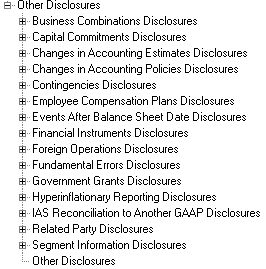 Other Disclosures
Business Combinations Disclosures
Capital Commitments Disclosures
Changes in Accounting Estimates Disclosures
Changes in Accounting Policies Disclosures
Contingencies Disclosures
Employee Compensation Plans Disclosures
Events After Balance Sheet Date Disclosures
Financial Instruments Disclosures
Foreign Operations Disclosures
Fundamental Errors Disclosures
Government Grants Disclosures
Hyperinflationary Reporting Disclosures
IAS Reconciliation to Another GAAP Disclosures
Related Party Disclosures
Segment Information Disclosures
Other Disclosures